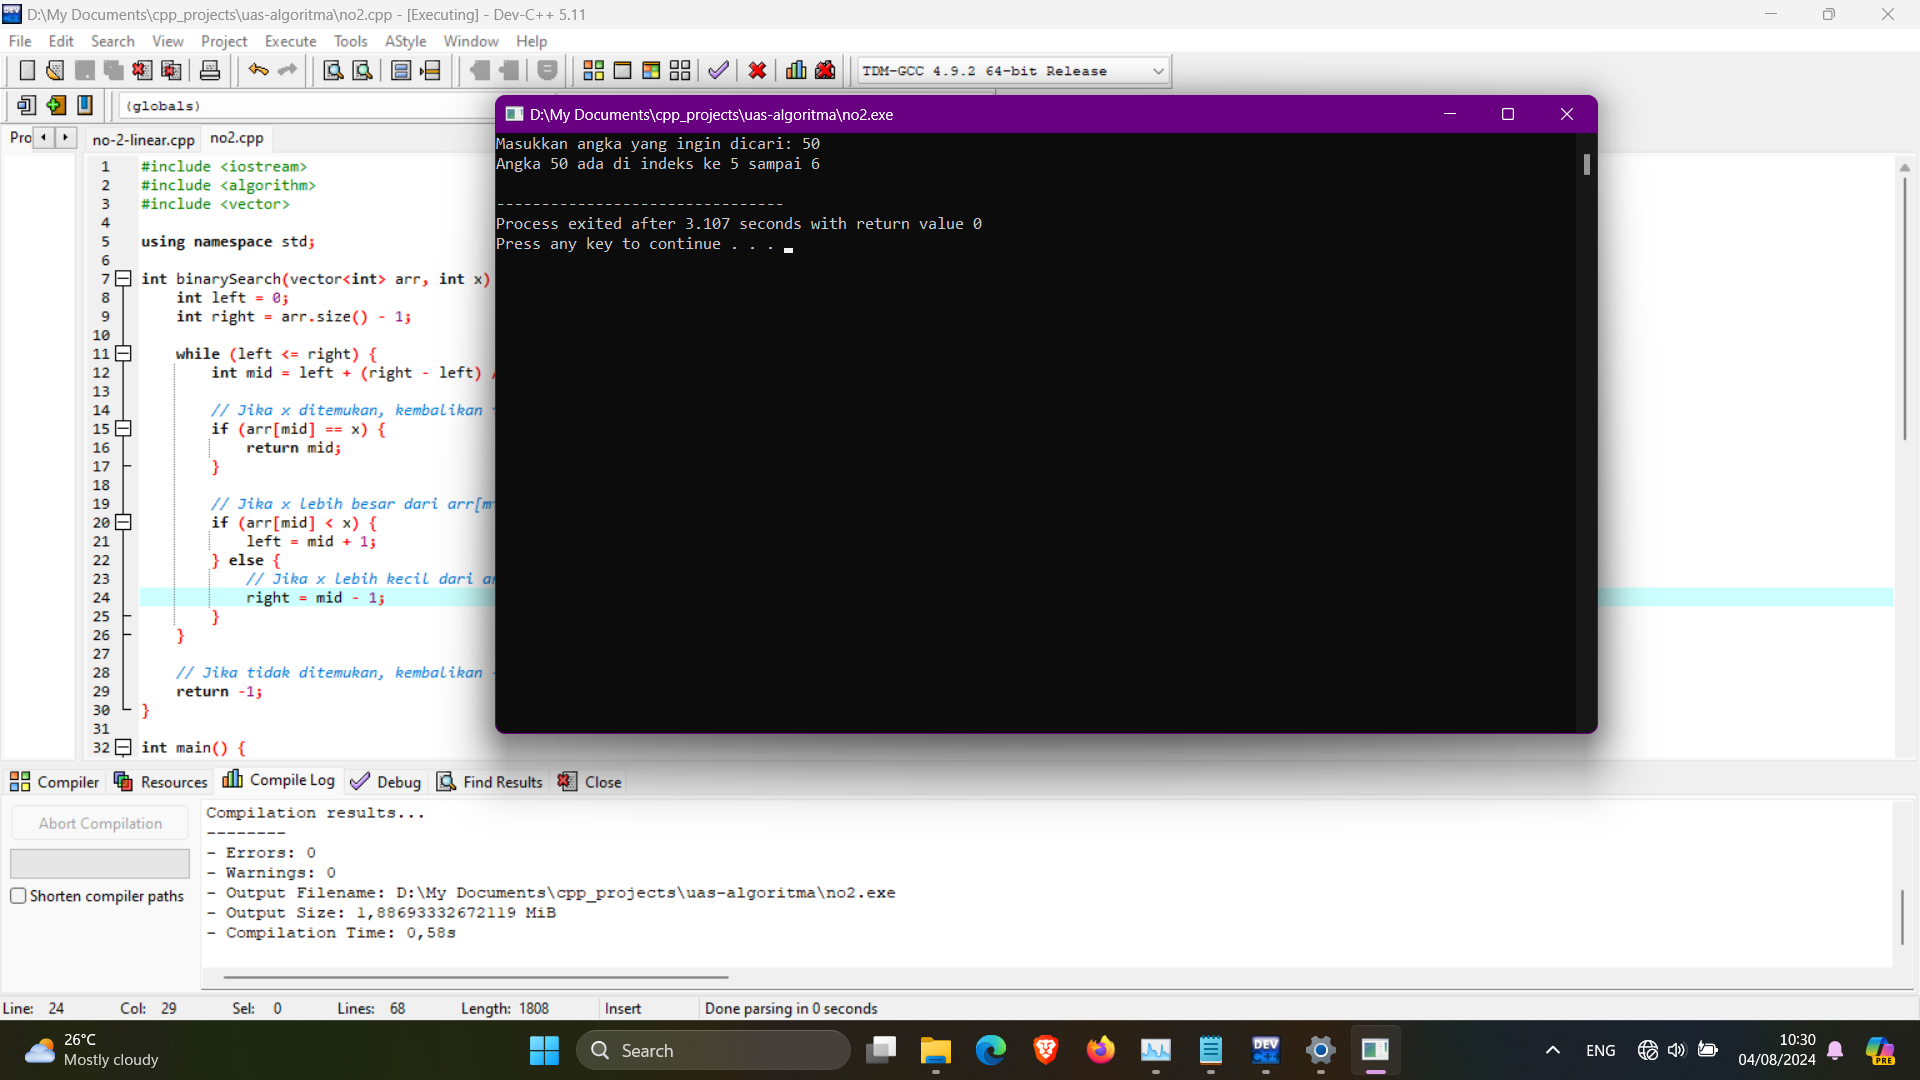 D:\My Documents\cpp_projects\uas-algoritma\no2.cpp - [Executing] - Dev-C++ 5.11
File Edit Search View Project Execute Tools AStyle Window Help
TDM-GCC 4.9.2 64-bit Release
(globals)
Pro
no-2-linear.cpp no2.cpp
1 #include <iostream>
2 #include <algorithm>
3 #include <vector>
4
5 using namespace std;
6
7 int binarySearch(vector<int> arr, int x)
8 int left = 0;
9 int right = arr.size() - 1;
10
11 while (left <= right) {
12 int mid = left + (right - left)
13
14 // Jika x ditemukan, kembalikan
15 if (arr[mid] == x) {
16 return mid;
17 }
18
19 // Jika x lebih besar dari arr[m
20 if (arr[mid] < x) {
21 left = mid + 1;
22 } else {
23 // Jika x lebih kecil dari a
24 right = mid - 1;
25 }
26 }
27
28 // Jika tidak ditemukan, kembalikan
29 return -1;
30 }
31
32 int main() {
D:\My Documents\cpp_projects\uas-algoritma\no2.exe
Masukkan angka yang ingin dicari: 50
Angka 50 ada di indeks ke 5 sampai 6
--------------------------------
Process exited after 3.107 seconds with return value 0
Press any key to continue . . .
Compiler Resources Compile Log Debug Find Results Close
Abort Compilation
Shorten compiler paths
Compilation results...
--------
- Errors: 0
- Warnings: 0
- Output Filename: D:\My Documents\cpp_projects\uas-algoritma\no2.exe
- Output Size: 1,88693332672119 MiB
- Compilation Time: 0,58s
Line: 24 Col: 29 Sel: 0 Lines: 68 Length: 1808 Insert Done parsing in 0 seconds
26°C
Mostly cloudy
Search
DEV
C++
ENG
10:30
04/08/2024
PRE